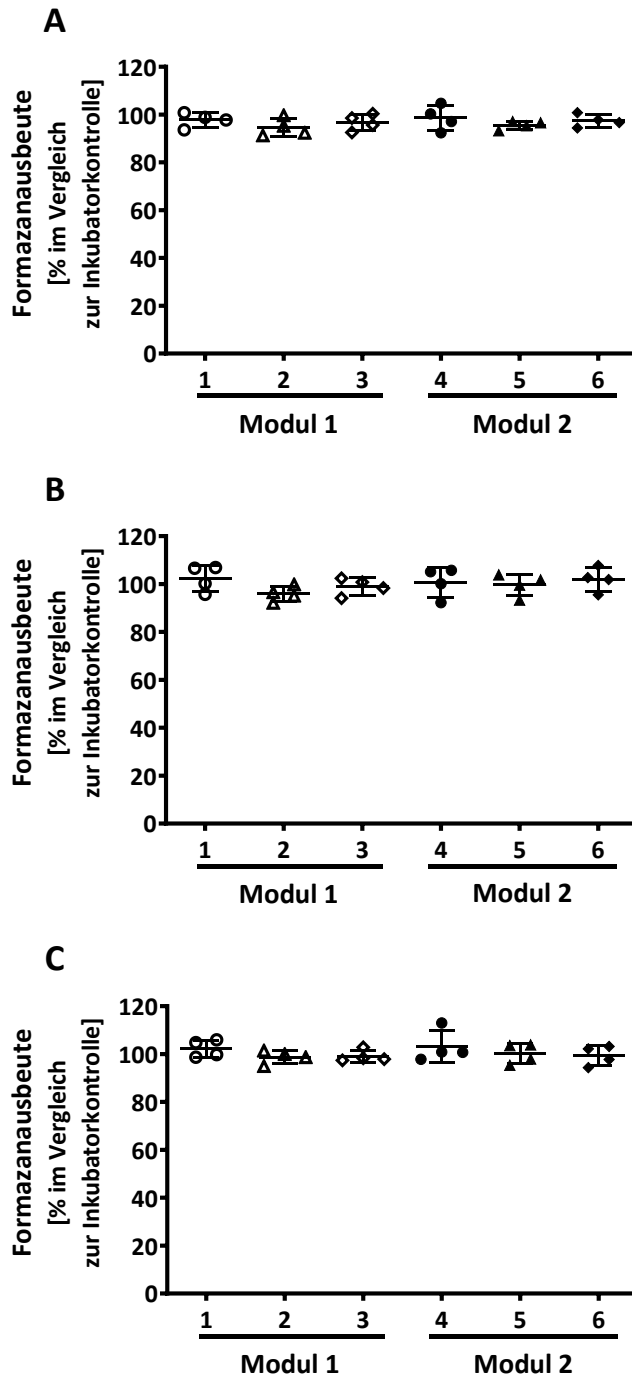 A
Formazanausbeute
[% im Vergleich
zur Inkubatorkontrolle]
120
100
80
60
40
20
0
1 2 3 4 5 6
Modul 1 Modul 2
B
Formazanausbeute
[% im Vergleich
zur Inkubatorkontrolle]
120
100
80
60
40
20
0
1 2 3 4 5 6
Modul 1 Modul 2
C
Formazanausbeute
[% im Vergleich
zur Inkubatorkontrolle]
120
100
80
60
40
20
0
1 2 3 4 5 6
Modul 1 Modul 2